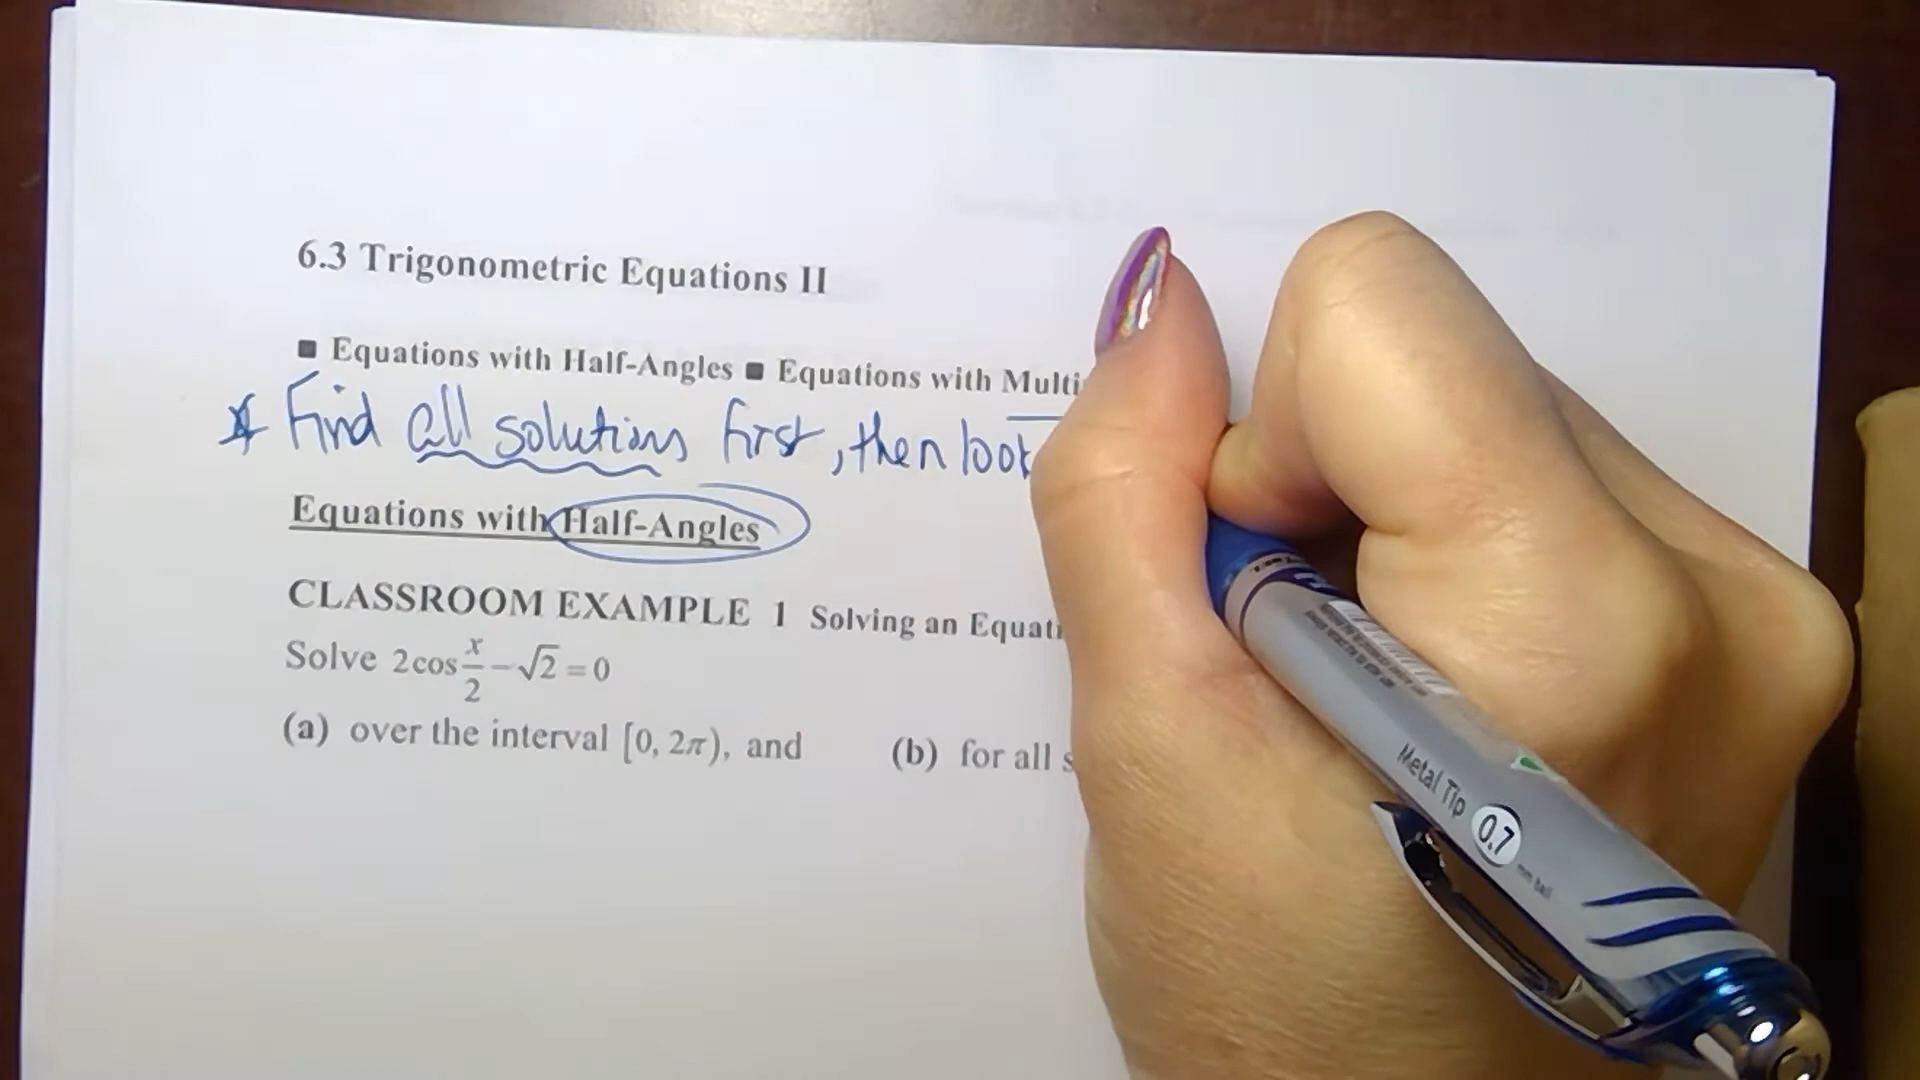 6.3 Trigonometric Equations II
■ Equations with Half-Angles ■ Equations with Multi
* Find all solutions first, then look
Equations with Half-Angles
CLASSROOM EXAMPLE 1 Solving an Equati
Solve 2cos x/2 − √2 = 0
(a) over the interval [0, 2π), and (b) for all s
Metal Tip 0.7 mm ball